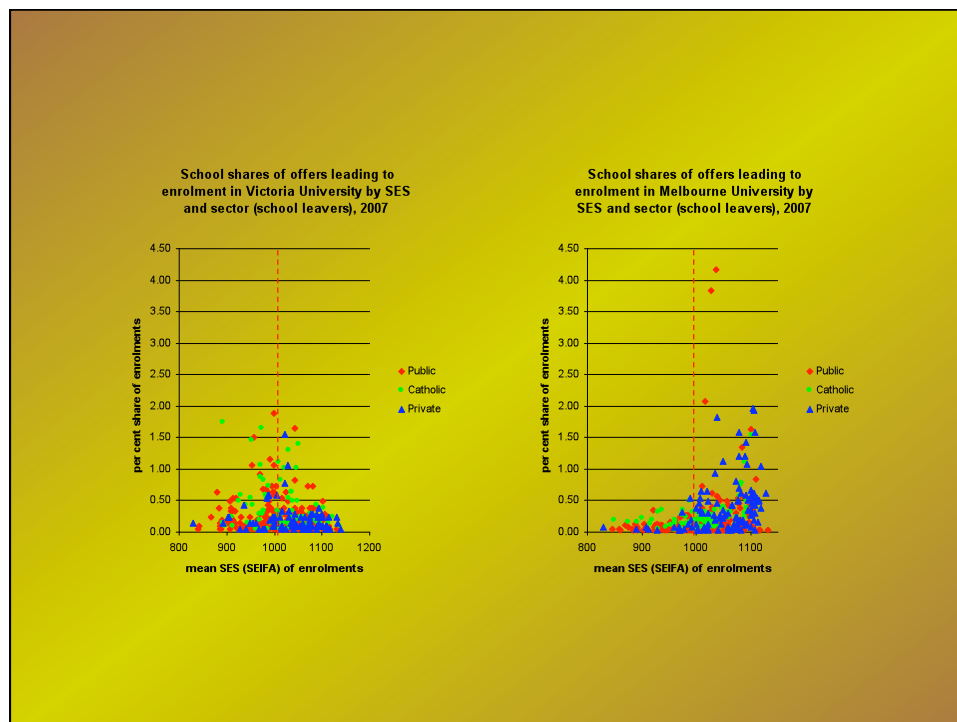 School shares of offers leading to
enrolment in Victoria University by SES
and sector (school leavers), 2007
4.50
4.00
3.50
3.00
2.50
2.00
1.50
1.00
0.50
0.00
per cent share of enrolments
800 900 1000 1100 1200
mean SES (SEIFA) of enrolments
Public
Catholic
Private
School shares of offers leading to
enrolment in Melbourne University by
SES and sector (school leavers), 2007
4.50
4.00
3.50
3.00
2.50
2.00
1.50
1.00
0.50
0.00
per cent share of enrolments
800 900 1000 1100
mean SES (SEIFA) of enrolments
Public
Catholic
Private